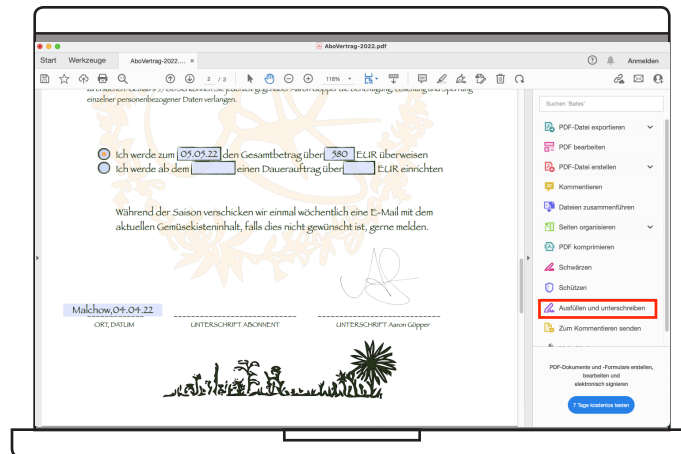 AboVertrag-2022.pdf
Start Werkzeuge AboVertrag-2022.... × Anmelden
2 / 3 118%
einzelner personenbezogener Daten verlangen.
Ich werde zum 05.05.22 den Gesamtbetrag über 580 EUR überweisen
Ich werde ab dem einen Dauerauftrag über EUR einrichten
Während der Saison verschicken wir einmal wöchentlich eine E-Mail mit dem
aktuellen Gemüsekisteninhalt, falls dies nicht gewünscht ist, gerne melden.
Malchow,04.04.22
ORT, DATUM UNTERSCHRIFT ABONNENT UNTERSCHRIFT Aaron Göpper
Suchen 'Bates'
PDF-Datei exportieren
PDF bearbeiten
PDF-Datei erstellen
Kommentieren
Dateien zusammenführen
Seiten organisieren
PDF komprimieren
Schwärzen
Schützen
Ausfüllen und unterschreiben
Zum Kommentieren senden
PDF-Dokumente und -Formulare erstellen,
bearbeiten und
elektronisch signieren
7 Tage kostenlos testen